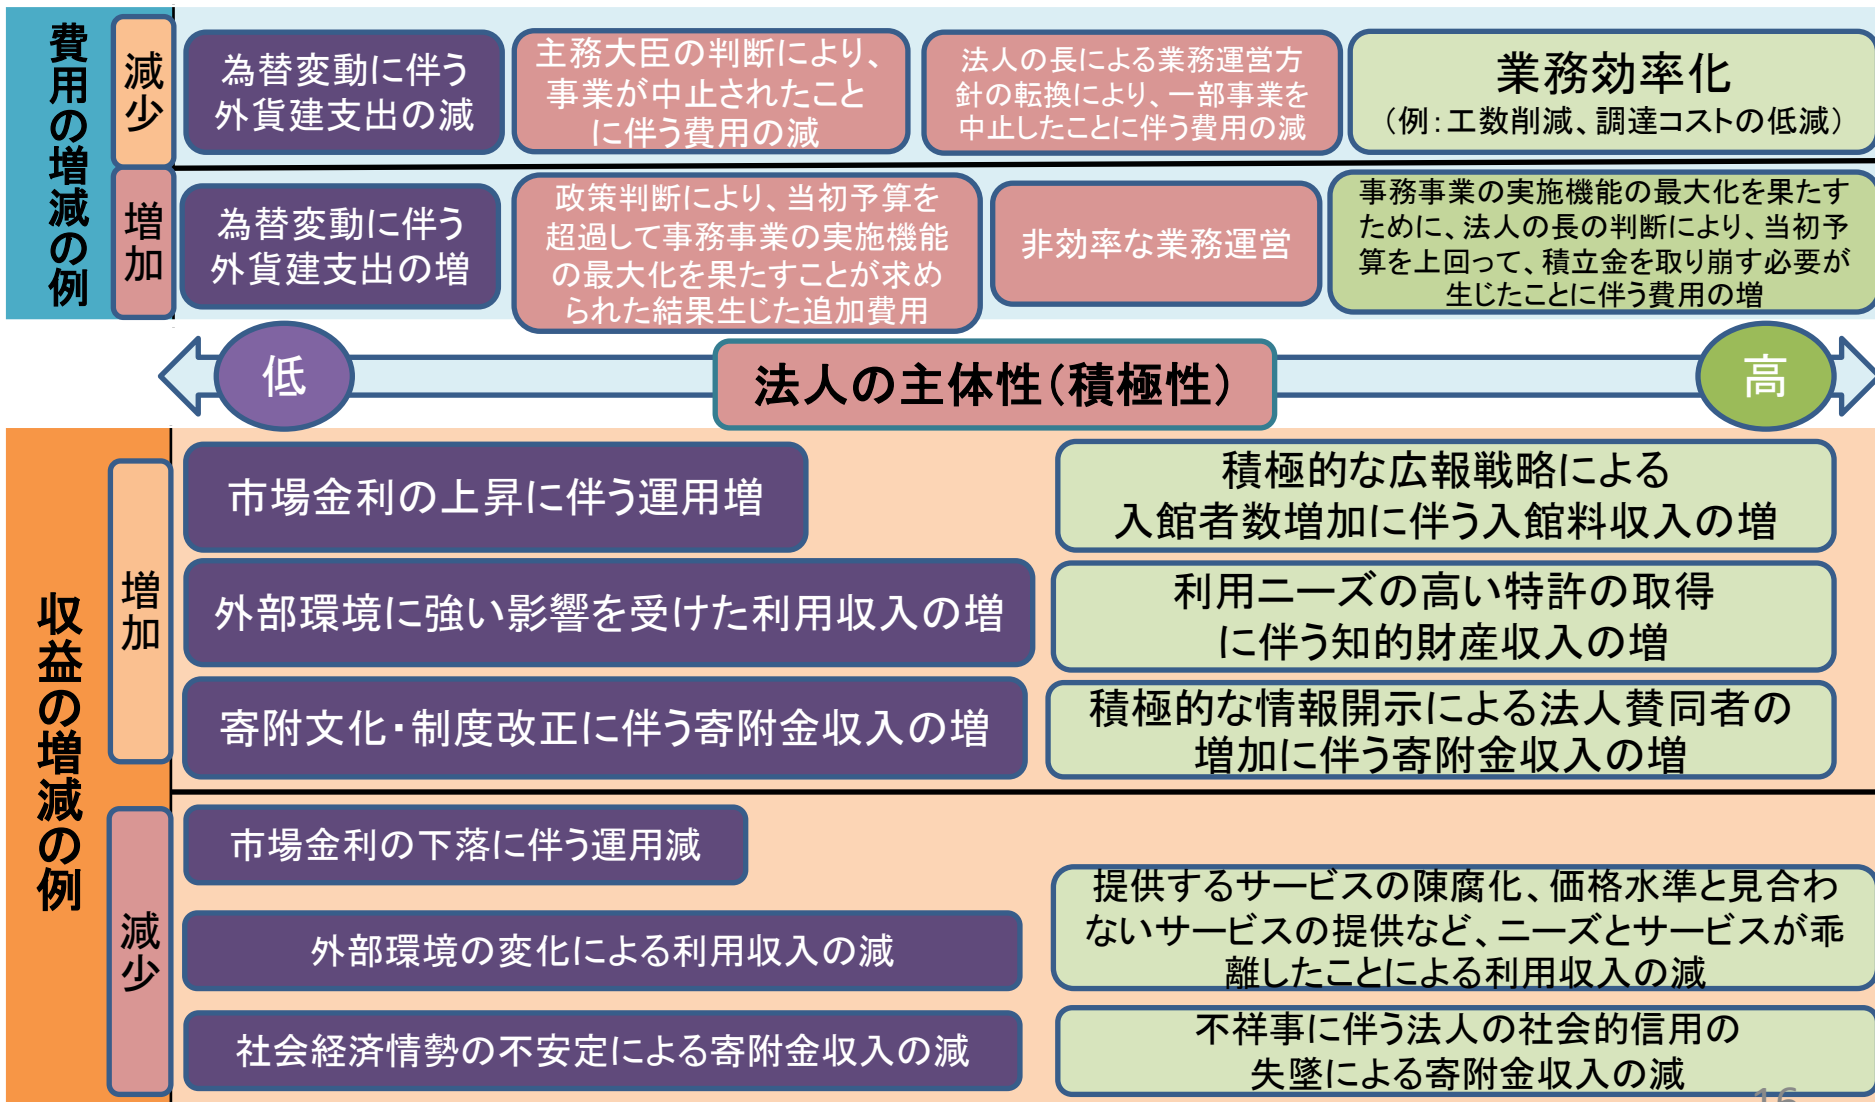 費用の増減の例
減少
為替変動に伴う
外貨建支出の減
主務大臣の判断により、
事業が中止されたこと
に伴う費用の減
法人の長による業務運営方
針の転換により、一部事業を
中止したことに伴う費用の減
業務効率化
（例：工数削減、調達コストの低減）
増加
為替変動に伴う
外貨建支出の増
政策判断により、当初予算を
超過して事務事業の実施機能
の最大化を果たすことが求め
られた結果生じた追加費用
非効率な業務運営
事務事業の実施機能の最大化を果たす
ために、法人の長の判断により、当初予
算を上回って、積立金を取り崩す必要が
生じたことに伴う費用の増
低
法人の主体性（積極性）
高
収益の増減の例
増加
市場金利の上昇に伴う運用増
積極的な広報戦略による
入館者数増加に伴う入館料収入の増
外部環境に強い影響を受けた利用収入の増
利用ニーズの高い特許の取得
に伴う知的財産収入の増
寄附文化・制度改正に伴う寄附金収入の増
積極的な情報開示による法人賛同者の
増加に伴う寄附金収入の増
減少
市場金利の下落に伴う運用減
外部環境の変化による利用収入の減
提供するサービスの陳腐化、価格水準と見合わ
ないサービスの提供など、ニーズとサービスが乖
離したことによる利用収入の減
社会経済情勢の不安定による寄附金収入の減
不祥事に伴う法人の社会的信用の
失墜による寄附金収入の減
16